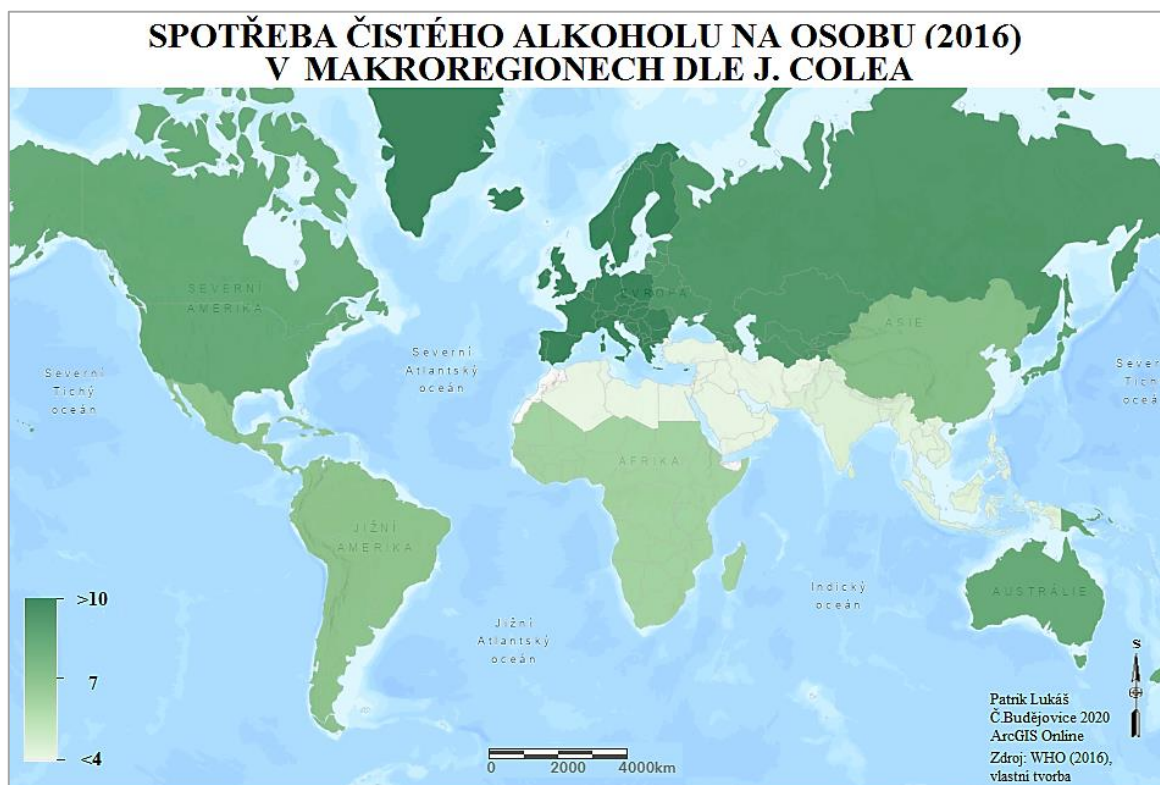 SPOTŘEBA ČISTÉHO ALKOHOLU NA OSOBU (2016)
V MAKROREGIONECH DLE J. COLEA
SEVERNÍ
AMERIKA
EVROPA
ASIE
Severní
Tichý
oceán
Severní
Atlantský
oceán
Severní
Tichý
oceán
AFRIKA
JIŽNÍ
AMERIKA
Indický
oceán
AUSTRÁLIE
Jižní
Atlantský
oceán
>10
7
<4
S
0 2000 4000km
Patrik Lukáš
Č.Budějovice 2020
ArcGIS Online
Zdroj: WHO (2016),
vlastní tvorba